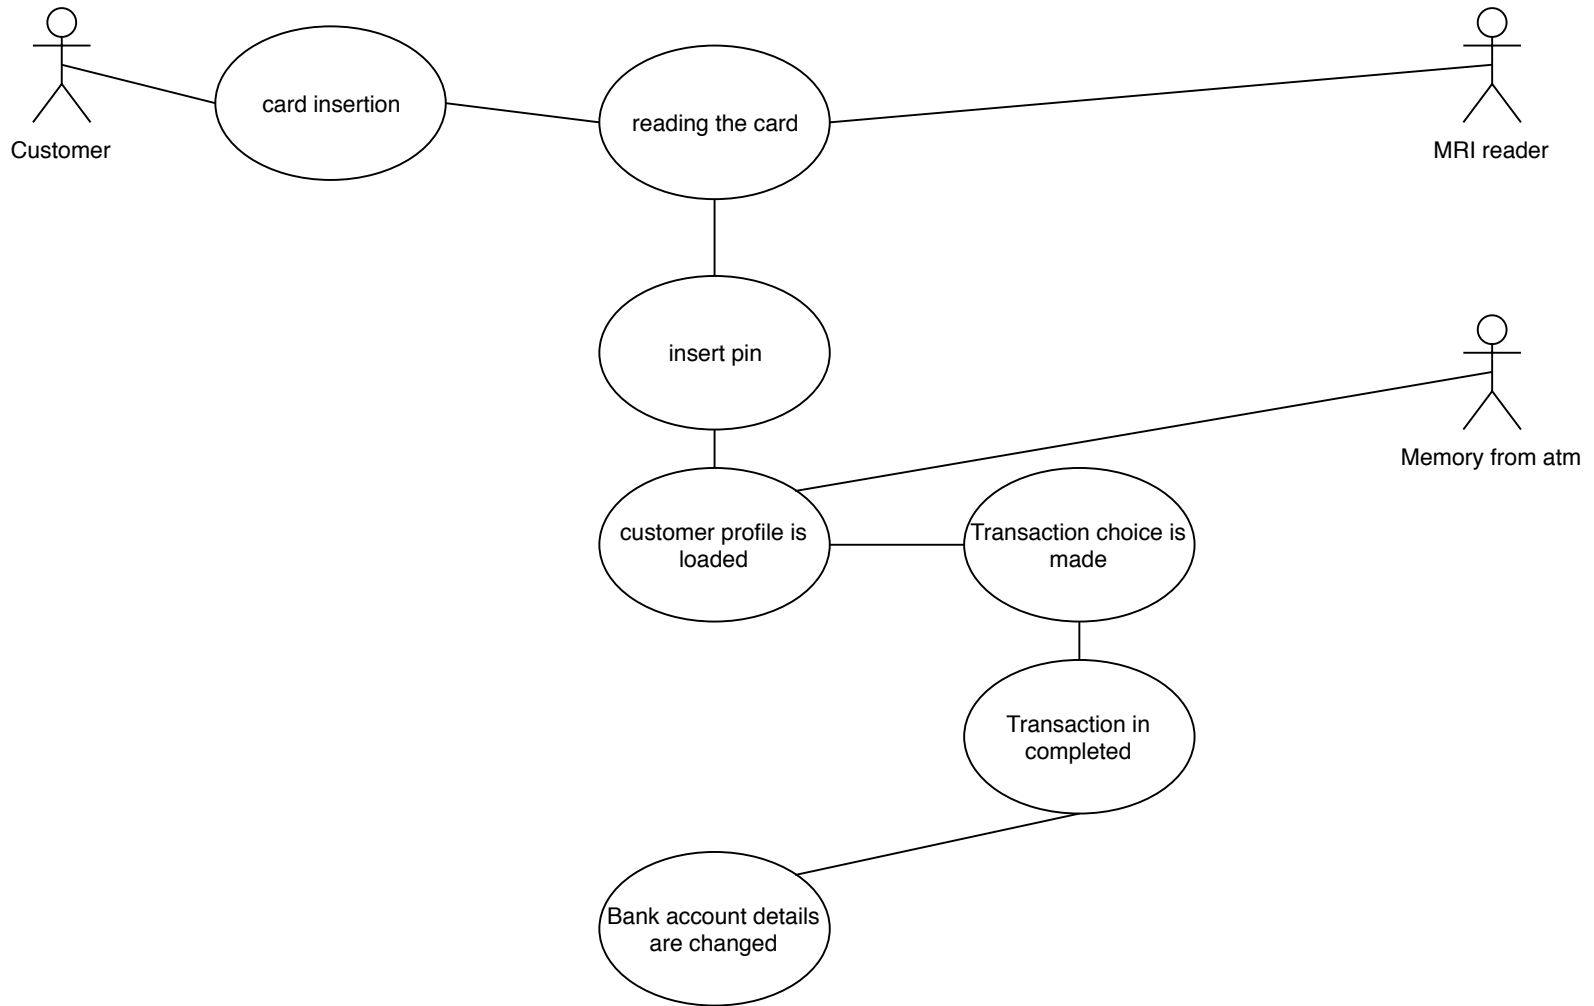 card insertion
reading the card
Customer
MRI reader
insert pin
Memory from atm
customer profile is
loaded
Transaction choice is
made
Transaction in
completed
Bank account details
are changed